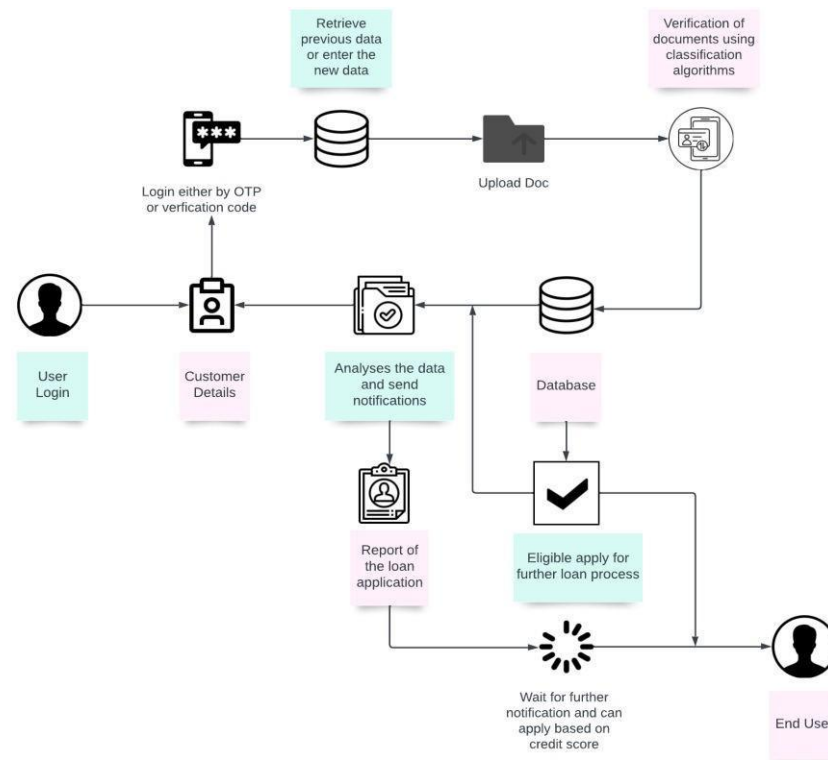 Retrieve
previous data
or enter the
new data
Verification of
documents using
classification
algorithms
***
Login either by OTP
or verfication code
Upload Doc
User
Login
Customer
Details
Analyses the data
and send
notifications
Database
Report of
the loan
application
Eligible apply for
further loan process
Wait for further
notification and can
apply based on
credit score
End Use